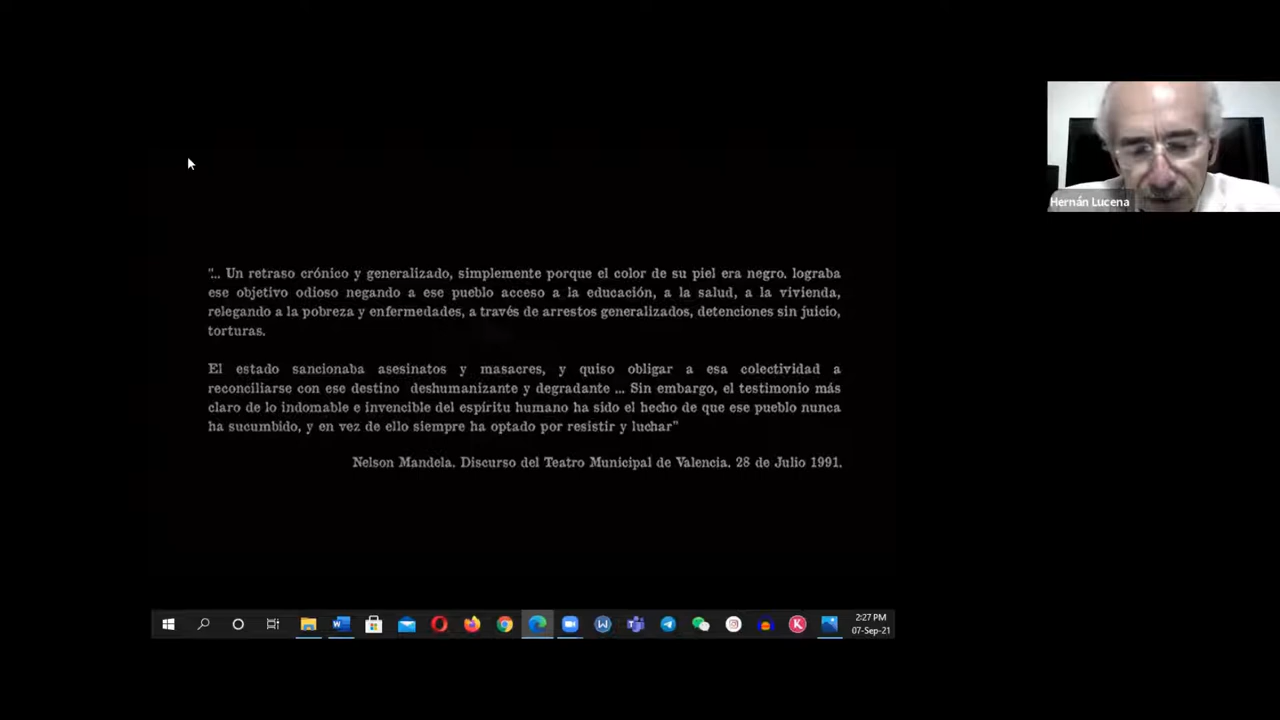 Hernán Lucena
"... Un retraso crónico y generalizado, simplemente porque el color de su piel era negro. lograba
ese objetivo odioso negando a ese pueblo acceso a la educación, a la salud, a la vivienda,
relegando a la pobreza y enfermedades, a través de arrestos generalizados, detenciones sin juicio,
torturas.
El estado sancionaba asesinatos y masacres, y quiso obligar a esa colectividad a
reconciliarse con ese destino deshumanizante y degradante ... Sin embargo, el testimonio más
claro de lo indomable e invencible del espíritu humano ha sido el hecho de que ese pueblo nunca
ha sucumbido, y en vez de ello siempre ha optado por resistir y luchar"
Nelson Mandela. Discurso del Teatro Municipal de Valencia. 28 de Julio 1991.
2:27 PM
07-Sep-21